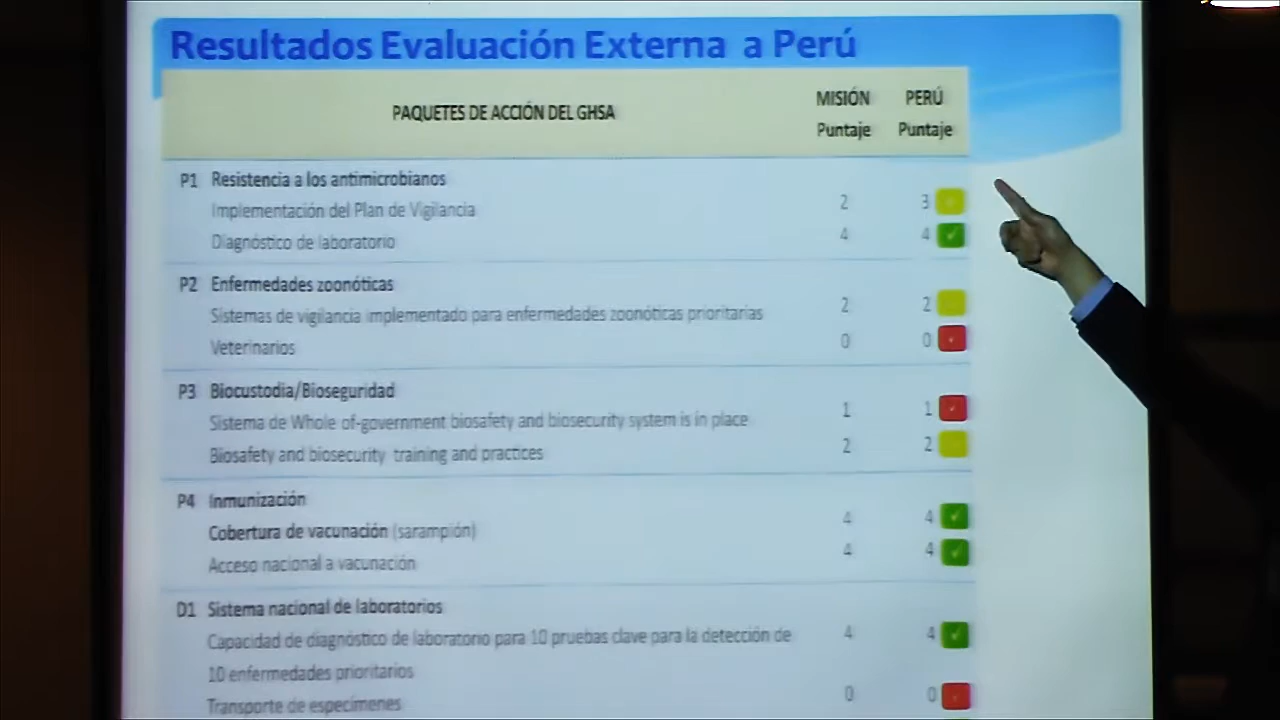 Resultados Evaluación Externa a Perú
PAQUETES DE ACCIÓN DEL GHSA MISIÓN Puntaje PERÚ Puntaje
P1 Resistencia a los antimicrobianos
Implementación del Plan de Vigilancia 2 3
Diagnóstico de laboratorio 4 4
P2 Enfermedades zoonóticas
Sistemas de vigilancia implementado para enfermedades zoonóticas prioritarias 2 2
Veterinarios 0 0
P3 Biocustodia/Bioseguridad
Sistema de Whole of-government biosafety and biosecurity system is in place 1 1
Biosafety and biosecurity training and practices 2 2
P4 Inmunización
Cobertura de vacunación (sarampión) 4 4
Acceso nacional a vacunación 4 4
D1 Sistema nacional de laboratorios
Capacidad de diagnóstico de laboratorio para 10 pruebas clave para la detección de 4 4
10 enfermedades prioritarios
Transporte de especímenes 0 0